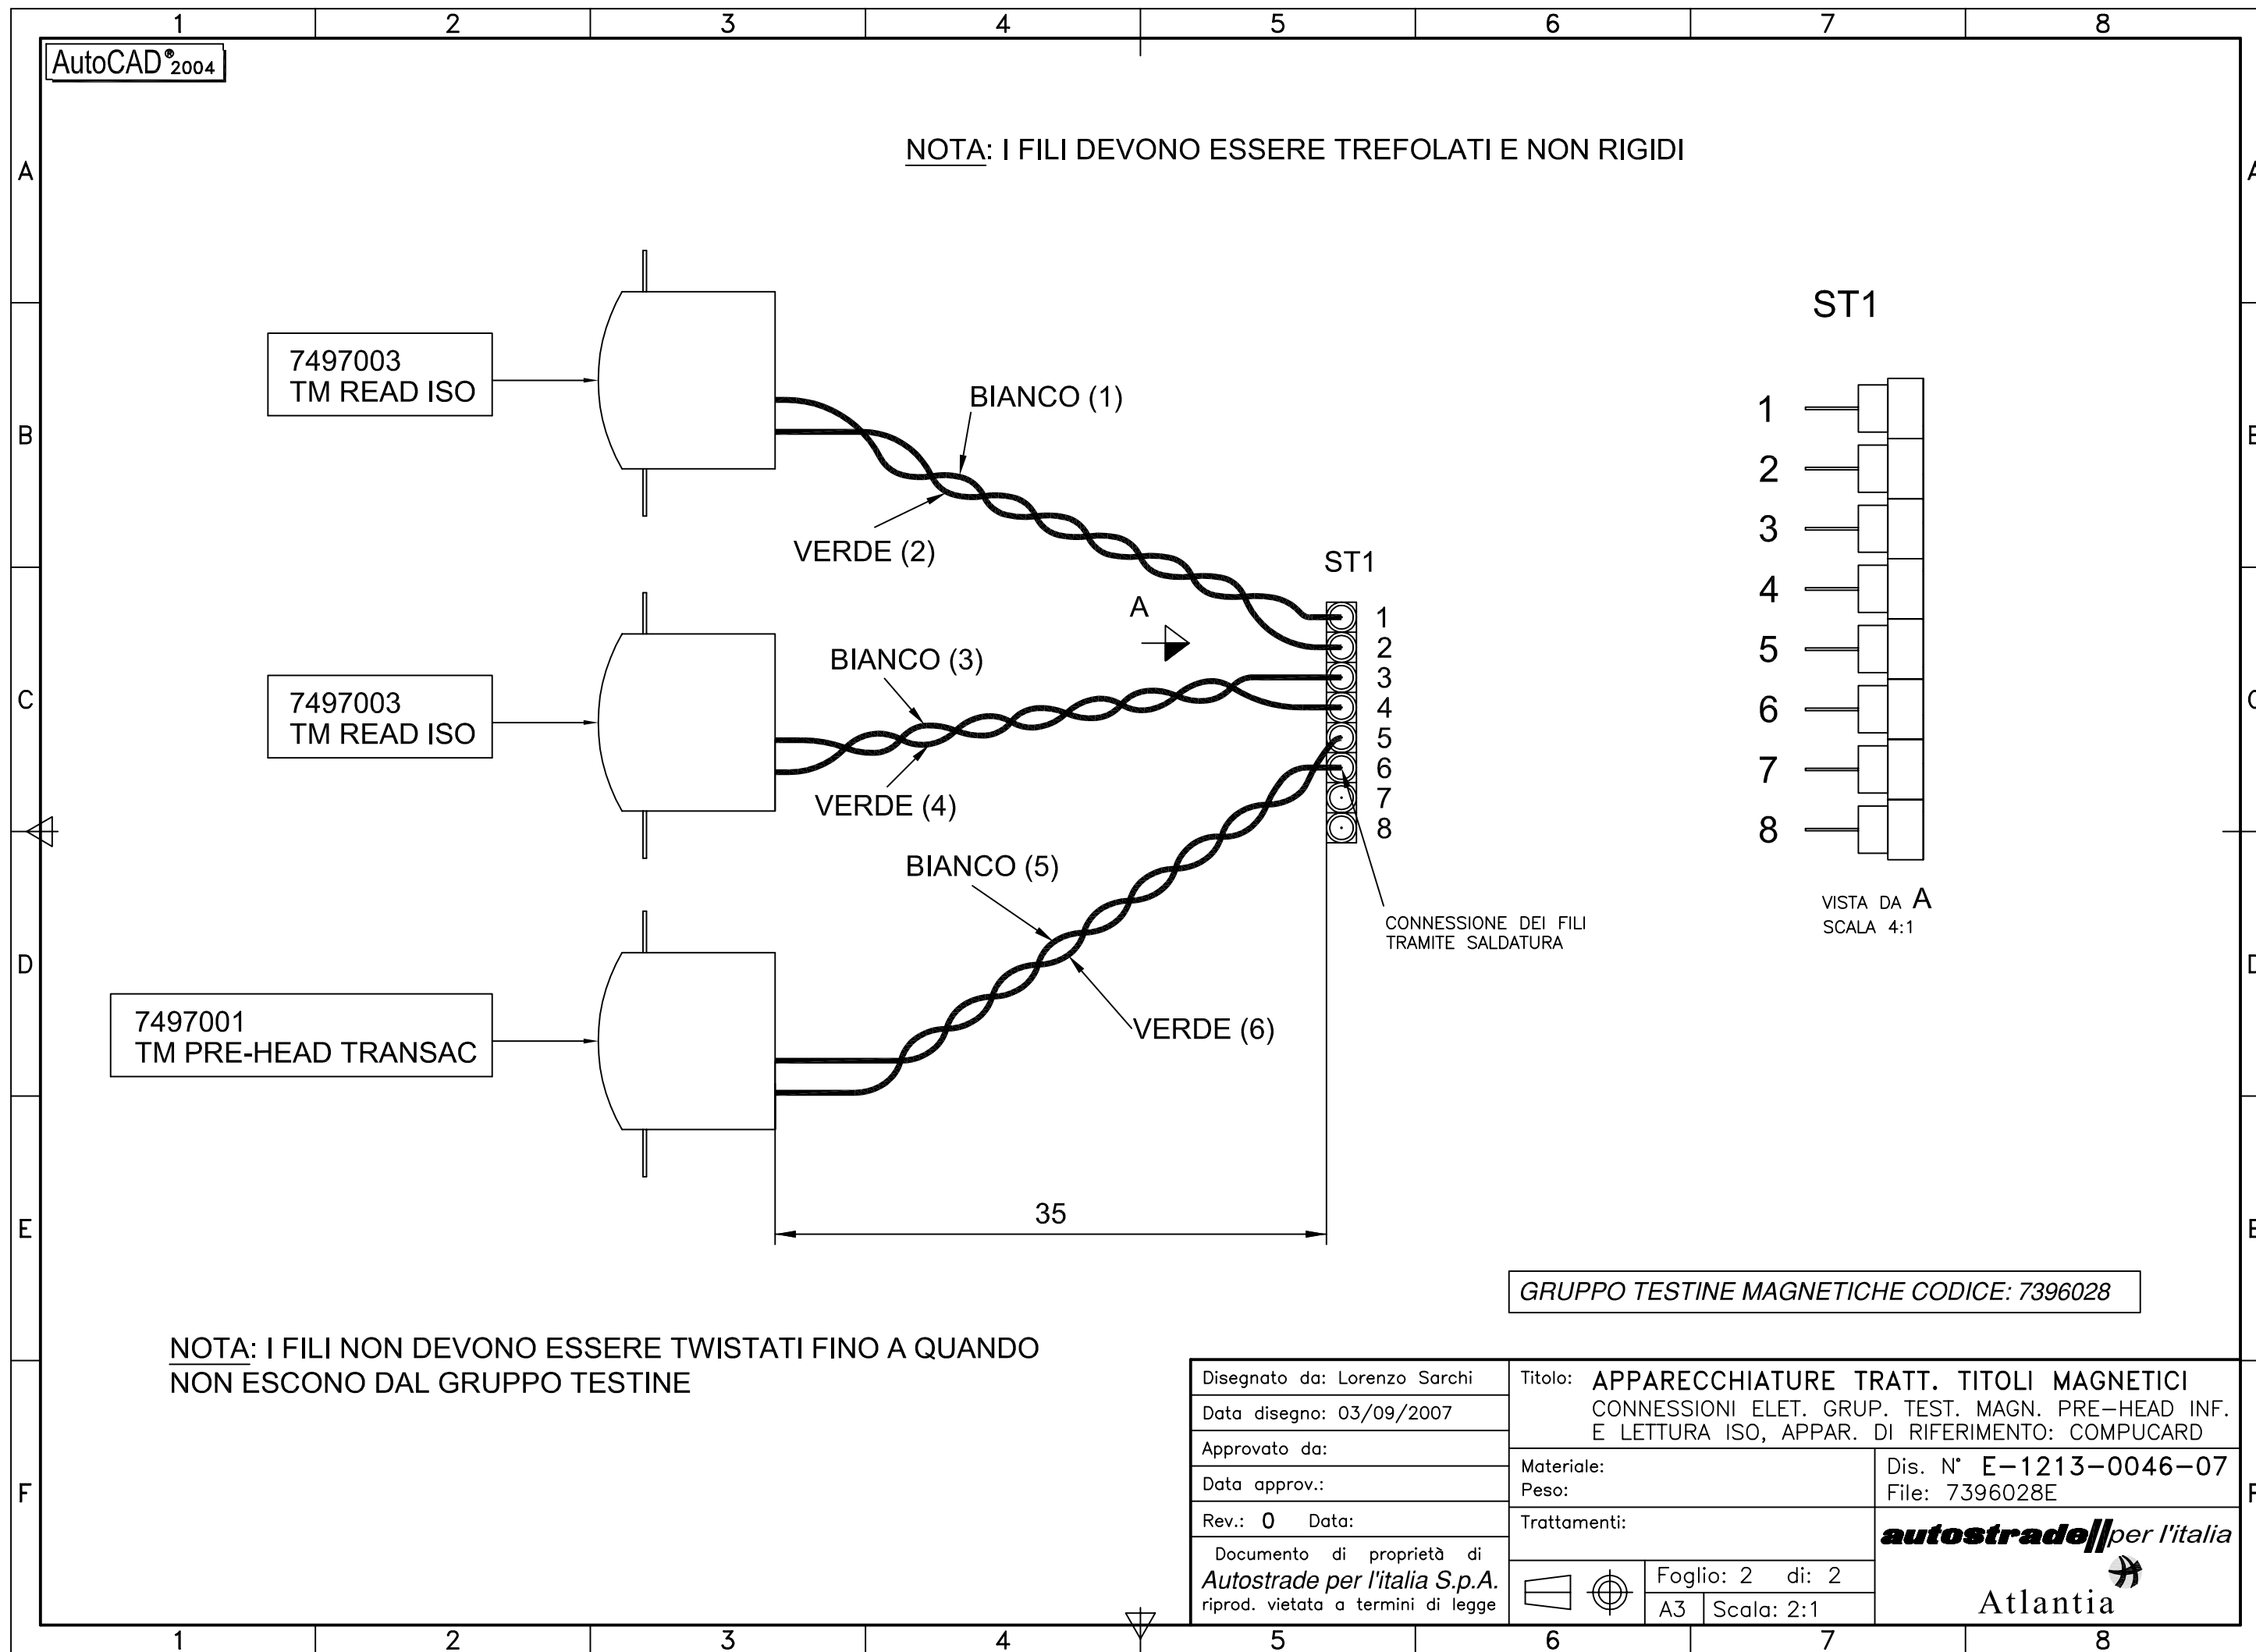 1 2 3 4 5 6 7 8
AutoCAD® 2004
NOTA: I FILI DEVONO ESSERE TREFOLATI E NON RIGIDI
A A
ST1
7497003
TM READ ISO
BIANCO (1)
VERDE (2)
1
2
3
4
5
6
7
8
B B
ST1
A
1
2
3
4
5
6
7
8
BIANCO (3)
7497003
TM READ ISO
VERDE (4)
C C
BIANCO (5)
CONNESSIONE DEI FILI
TRAMITE SALDATURA
VISTA DA A
SCALA 4:1
D D
7497001
TM PRE-HEAD TRANSAC
VERDE (6)
35
E E
GRUPPO TESTINE MAGNETICHE CODICE: 7396028
NOTA: I FILI NON DEVONO ESSERE TWISTATI FINO A QUANDO
NON ESCONO DAL GRUPPO TESTINE
Disegnato da: Lorenzo Sarchi
Data disegno: 03/09/2007
Approvato da:
Data approv.:
Rev.: 0 Data:
Documento di proprietà di
Autostrade per l'italia S.p.A.
riprod. vietata a termini di legge
Titolo: APPARECCHIATURE TRATT. TITOLI MAGNETICI
CONNESSIONI ELET. GRUP. TEST. MAGN. PRE-HEAD INF.
E LETTURA ISO, APPAR. DI RIFERIMENTO: COMPUCARD
Materiale:
Peso:
Dis. N° E-1213-0046-07
File: 7396028E
Trattamenti:
Foglio: 2 di: 2
A3 Scala: 2:1
autostrade//per l'italia
Atlantia
F F
1 2 3 4 5 6 7 8